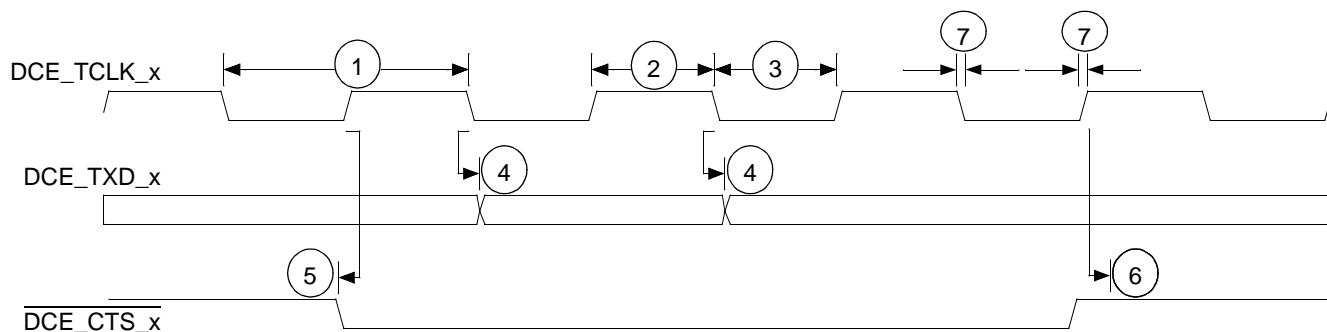 7 7
1 2 3
DCE_TCLK_x
4 4
DCE_TXD_x
5 6
DCE_CTS_x